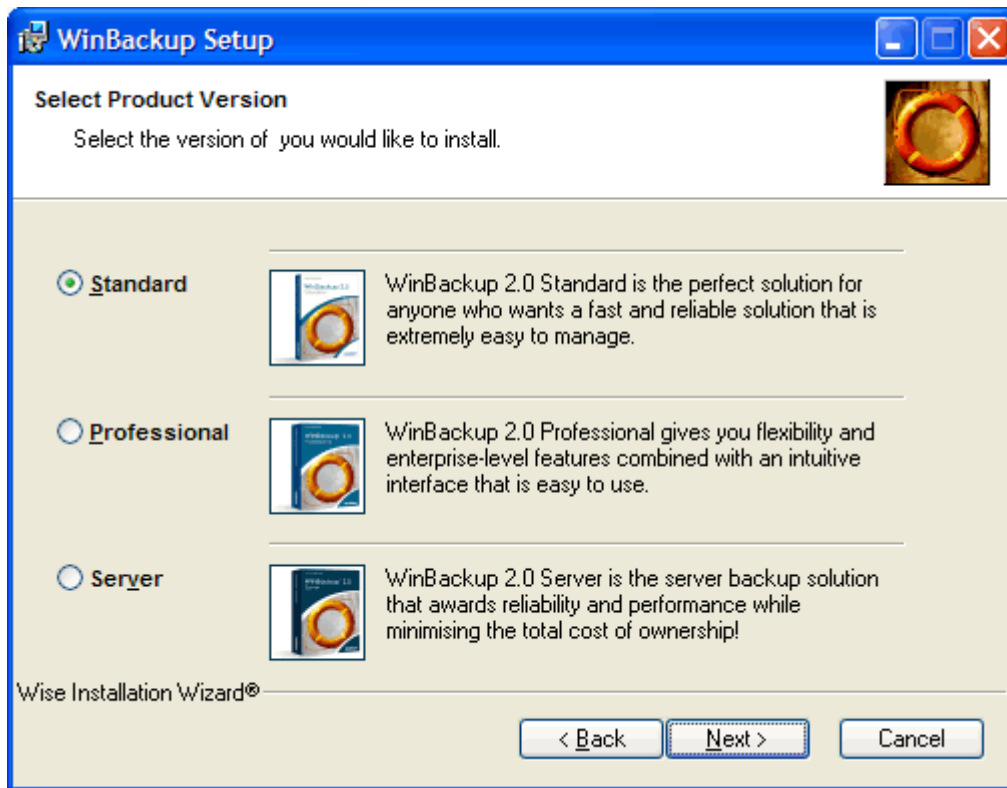 WinBackup Setup
Select Product Version
Select the version of  you would like to install.
Standard
WinBackup 2.0 Standard is the perfect solution for
anyone who wants a fast and reliable solution that is
extremely easy to manage.
Professional
WinBackup 2.0 Professional gives you flexibility and
enterprise-level features combined with an intuitive
interface that is easy to use.
Server
WinBackup 2.0 Server is the server backup solution
that awards reliability and performance while
minimising the total cost of ownership!
Wise Installation Wizard®
< Back
Next >
Cancel